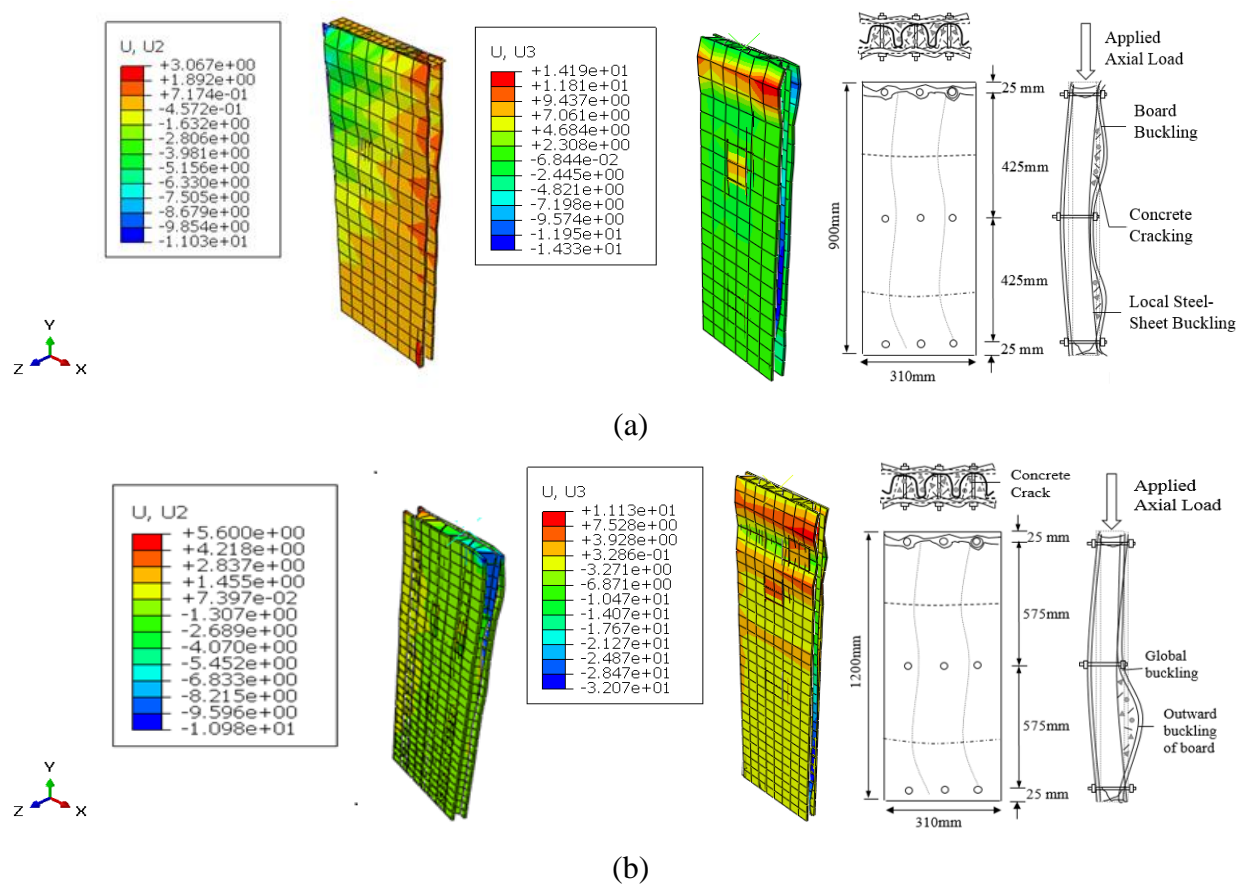 U, U2
+3.067e+00
+1.892e+00
+7.174e-01
-4.572e-01
-1.632e+00
-2.806e+00
-3.981e+00
-5.156e+00
-6.330e+00
-7.505e+00
-8.679e+00
-9.854e+00
-1.103e+01
U, U3
+1.419e+01
+1.181e+01
+9.437e+00
+7.061e+00
+4.684e+00
+2.308e+00
-6.844e-02
-2.445e+00
-4.821e+00
-7.198e+00
-9.574e+00
-1.195e+01
-1.433e+01
Y
Z
X
900mm
310mm
25 mm
425mm
425mm
25 mm
Applied
Axial Load
Board
Buckling
Concrete
Cracking
Local Steel-
Sheet Buckling
(a)
U, U2
+5.600e+00
+4.218e+00
+2.837e+00
+1.455e+00
+7.397e-02
-1.307e+00
-2.689e+00
-4.070e+00
-5.452e+00
-6.833e+00
-8.215e+00
-9.596e+00
-1.098e+01
U, U3
+1.113e+01
+7.528e+00
+3.928e+00
+3.286e-01
-3.271e+00
-6.871e+00
-1.047e+01
-1.407e+01
-1.767e+01
-2.127e+01
-2.487e+01
-2.847e+01
-3.207e+01
Y
Z
X
Concrete
Crack
1200mm
310mm
25 mm
575mm
575mm
25 mm
Applied
Axial Load
Global
buckling
Outward
buckling
of board
(b)